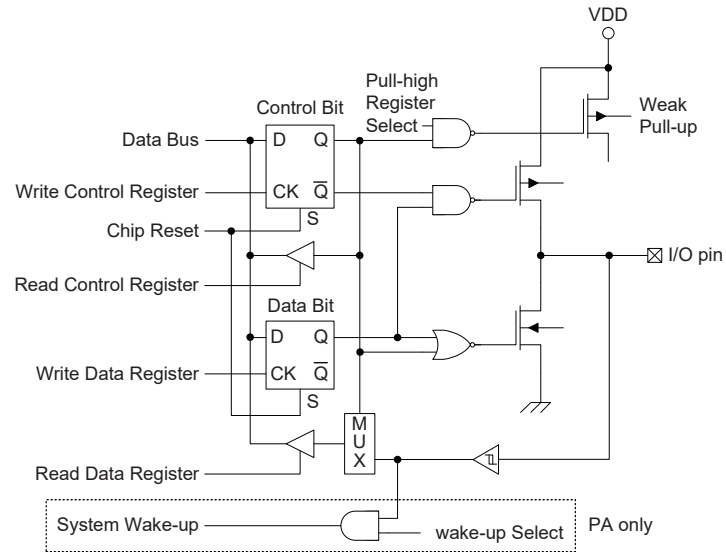 VDD
Pull-high
Register
Select
Control Bit
Weak
Pull-up
Data Bus
D
Q
Write Control Register
CK
Q
S
Chip Reset
I/O pin
Read Control Register
Data Bit
D
Q
Write Data Register
CK
Q
S
M
U
X
Read Data Register
System Wake-up
wake-up Select
PA only